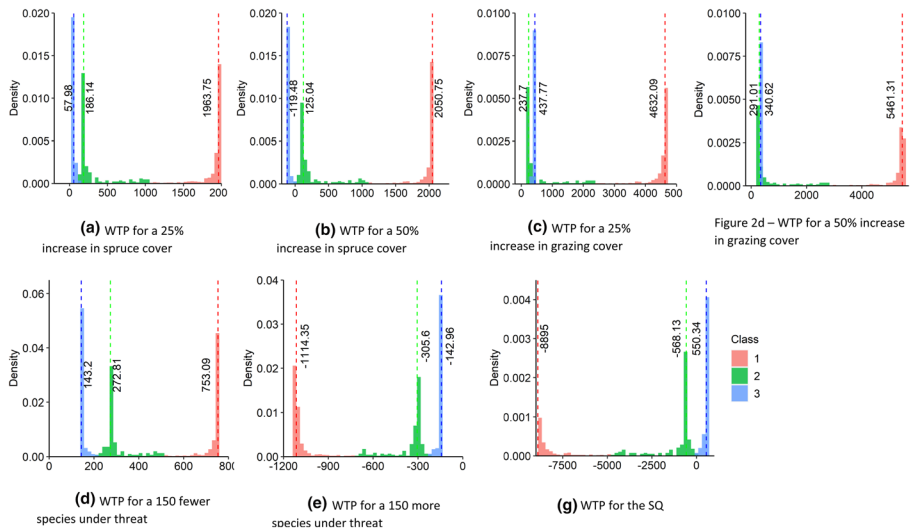 0.020
0.015
0.010
0.005
0.000
Density
57.98
186.14
1963.75
0 500 1000 1500 200
(a) WTP for a 25%
increase in spruce cover
0.020
0.015
0.010
0.005
0.000
Density
-119.48
125.04
2050.75
0 500 1000 1500 2000
(b) WTP for a 50%
increase in spruce cover
0.0100
0.0075
0.0050
0.0025
0.0000
Density
237.7
437.77
4632.09
0 1000 2000 3000 4000 500
(c) WTP for a 25%
increase in grazing cover
0.0100
0.0075
0.0050
0.0025
0.0000
Density
291.01
340.62
5461.31
0 2000 4000
Figure 2d – WTP for a 50% increase
in grazing cover
0.06
0.04
0.02
0.00
Density
143.2
272.81
753.09
0 200 400 600 800
(d) WTP for a 150 fewer
species under threat
0.04
0.03
0.02
0.01
0.00
Density
-1114.35
-305.6
-142.96
-1200 -900 -600 -300 0
(e) WTP for a 150 more
species under threat
0.004
0.003
0.002
0.001
0.000
Density
-8895
-568.13
550.34
-7500 -5000 -2500 0
(g) WTP for the SQ
Class
1
2
3